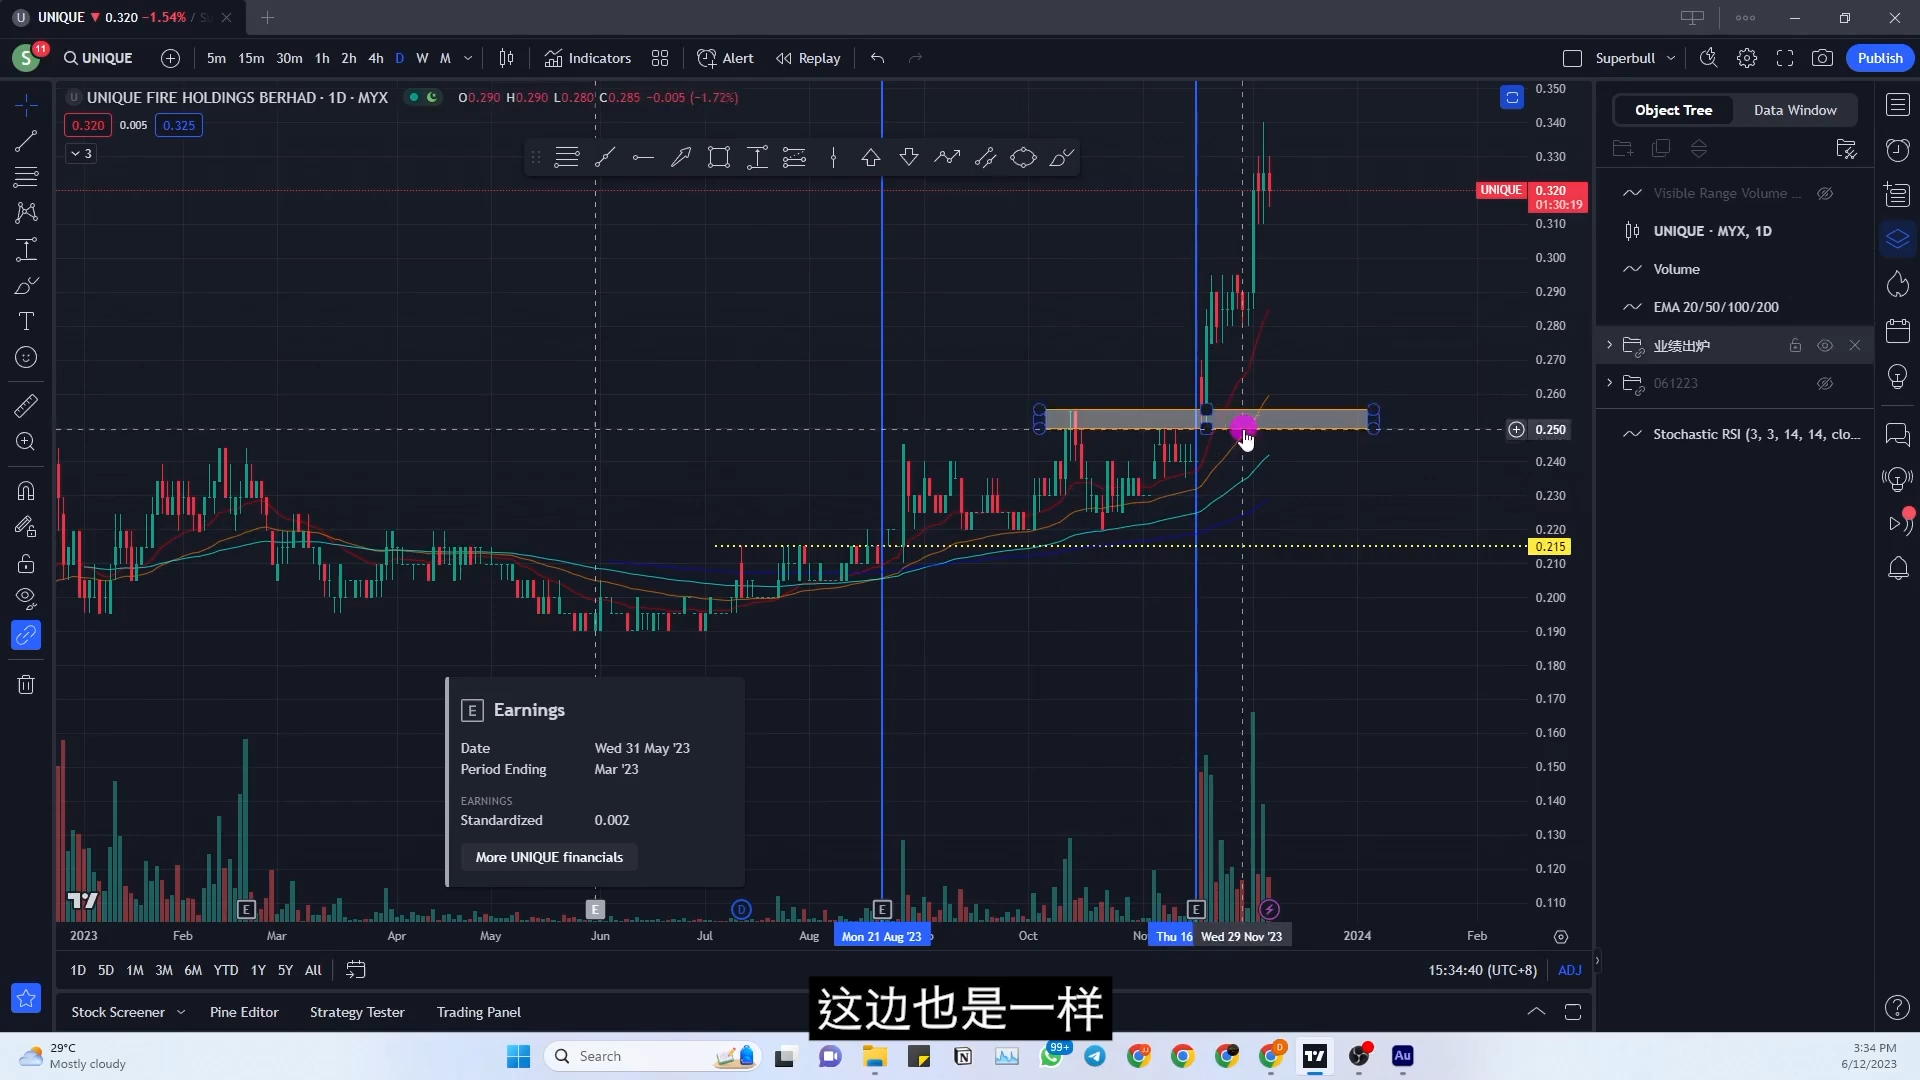 U UNIQUE ▼ 0.320 −1.54% / Su
S 11 UNIQUE 5m 15m 30m 1h 2h 4h D W M Indicators Alert Replay Superbull Publish
U UNIQUE FIRE HOLDINGS BERHAD · 1D · MYX O0.290 H0.290 L0.280 C0.285 −0.005 (−1.72%)
0.320 0.005 0.325
3
0.350
0.340
0.330
UNIQUE 0.320
01:30:19
0.310
0.300
0.290
0.280
0.270
0.260
0.250
0.240
0.230
0.220
0.215
0.210
0.200
0.190
0.180
0.170
0.160
0.150
0.140
0.130
0.120
0.110
Object Tree Data Window
Visible Range Volume ...
UNIQUE · MYX, 1D
Volume
EMA 20/50/100/200
业绩出炉
061223
Stochastic RSI (3, 3, 14, 14, clo...
E Earnings
Date Wed 31 May '23
Period Ending Mar '23
EARNINGS
Standardized 0.002
More UNIQUE financials
E E D E E
2023 Feb Mar Apr May Jun Jul Aug Mon 21 Aug '23 Oct No Thu 16 Wed 29 Nov '23 2024 Feb
1D 5D 1M 3M 6M YTD 1Y 5Y All 15:34:40 (UTC+8) ADJ
Stock Screener Pine Editor Strategy Tester Trading Panel
这边也是一样
29°C
Mostly cloudy
Search
99+
D
Au
3:34 PM
6/12/2023